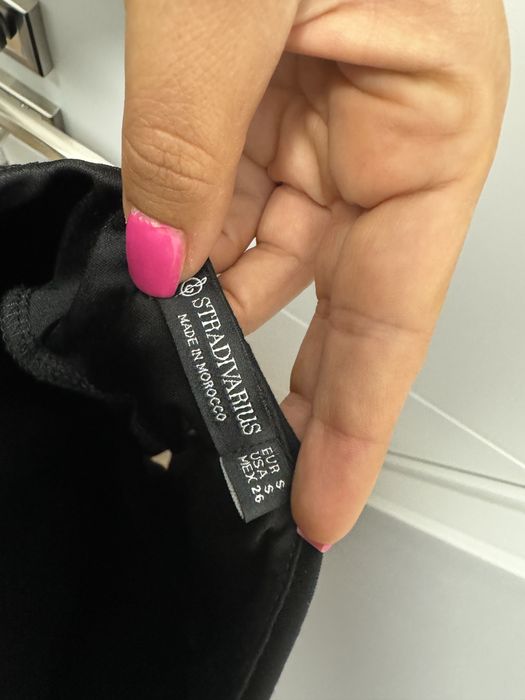 STRADIVARIUS
MADE IN MOROCCO
EUR S
USA S
MEX 26